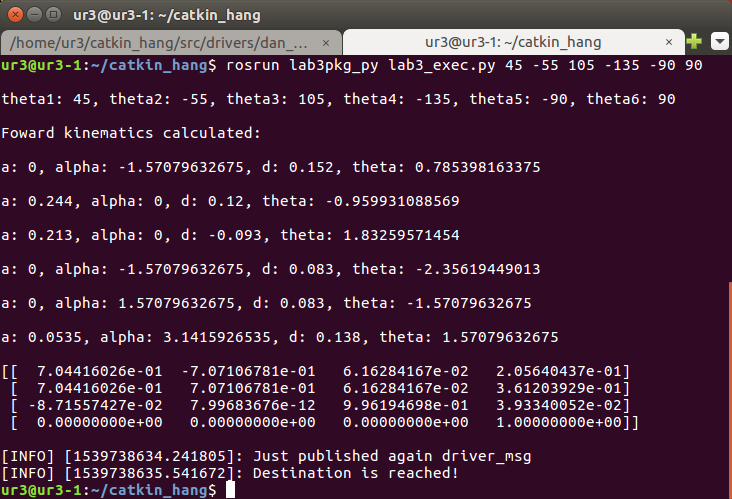 ur3@ur3-1: ~/catkin_hang
/home/ur3/catkin_hang/src/drivers/dan_... × ur3@ur3-1: ~/catkin_hang ×
ur3@ur3-1:~/catkin_hang$ rosrun lab3pkg_py lab3_exec.py 45 -55 105 -135 -90 90
theta1: 45, theta2: -55, theta3: 105, theta4: -135, theta5: -90, theta6: 90
Foward kinematics calculated:
a: 0, alpha: -1.57079632675, d: 0.152, theta: 0.785398163375
a: 0.244, alpha: 0, d: 0.12, theta: -0.959931088569
a: 0.213, alpha: 0, d: -0.093, theta: 1.83259571454
a: 0, alpha: -1.57079632675, d: 0.083, theta: -2.35619449013
a: 0, alpha: 1.57079632675, d: 0.083, theta: -1.57079632675
a: 0.0535, alpha: 3.1415926535, d: 0.138, theta: 1.57079632675
[[ 7.04416026e-01 -7.07106781e-01 6.16284167e-02 2.05640437e-01]
[ 7.04416026e-01 7.07106781e-01 6.16284167e-02 3.61203929e-01]
[ -8.71557427e-02 7.99683676e-12 9.96194698e-01 3.93340052e-02]
[ 0.00000000e+00 0.00000000e+00 0.00000000e+00 1.00000000e+00]]
[INFO] [1539738634.241805]: Just published again driver_msg
[INFO] [1539738635.541672]: Destination is reached!
ur3@ur3-1:~/catkin_hang$